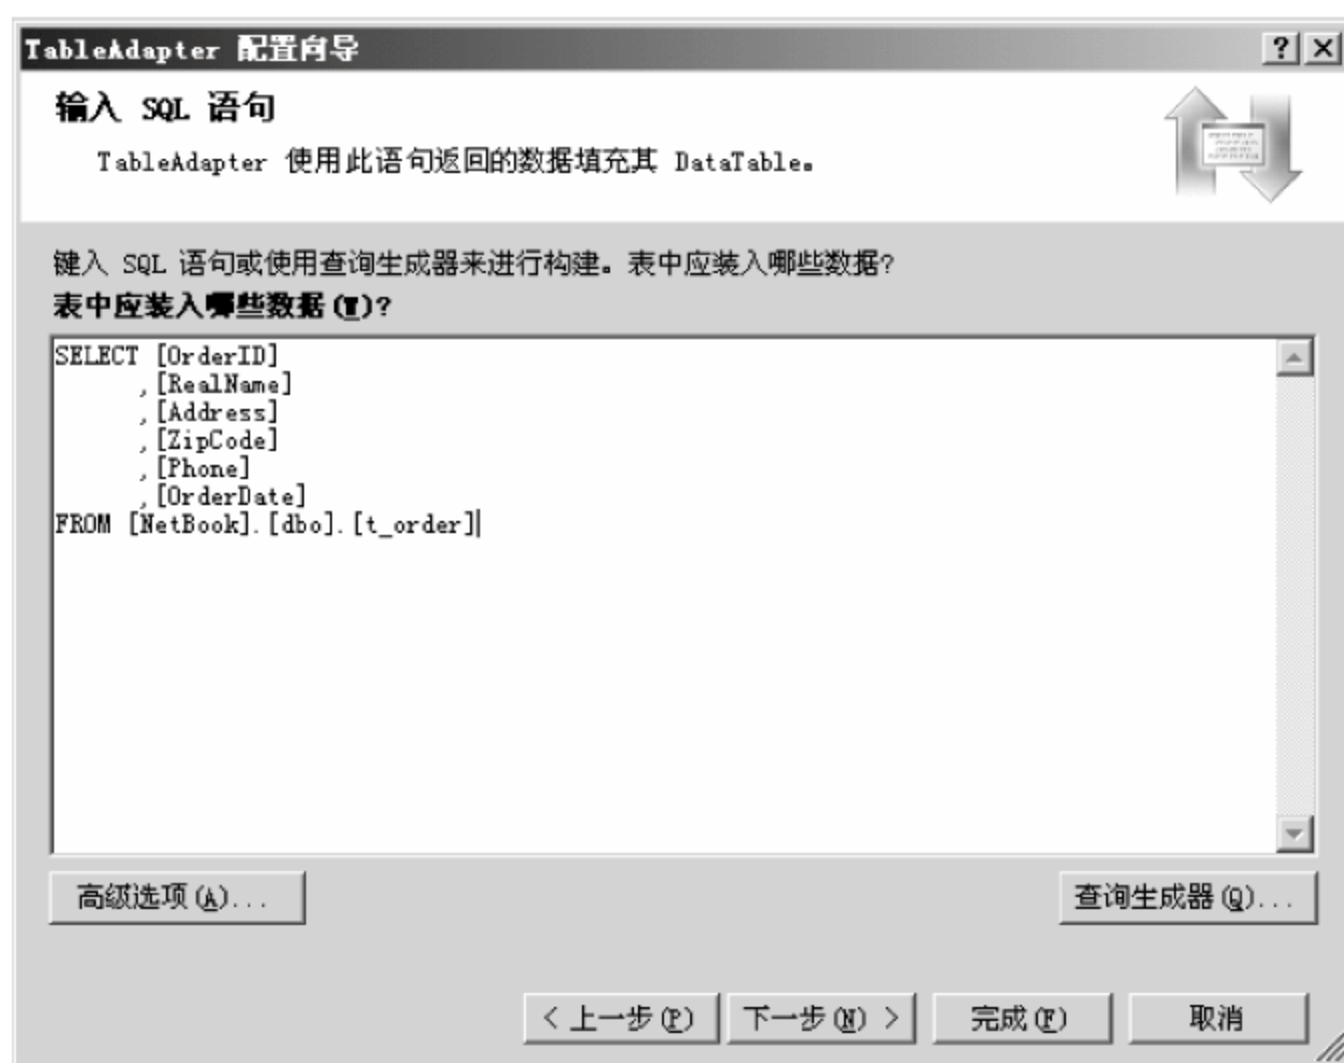 TableAdapter 配置向导
输入 SQL 语句
TableAdapter 使用此语句返回的数据填充其 DataTable。
键入 SQL 语句或使用查询生成器来进行构建。表中应装入哪些数据?
表中应装入哪些数据(W)?
SELECT [OrderID]
,[RealName]
,[Address]
,[ZipCode]
,[Phone]
,[OrderDate]
FROM [NetBook].[dbo].[t_order]
高级选项(A)... 查询生成器(Q)...
< 上一步(P) 下一步(N) > 完成(F) 取消